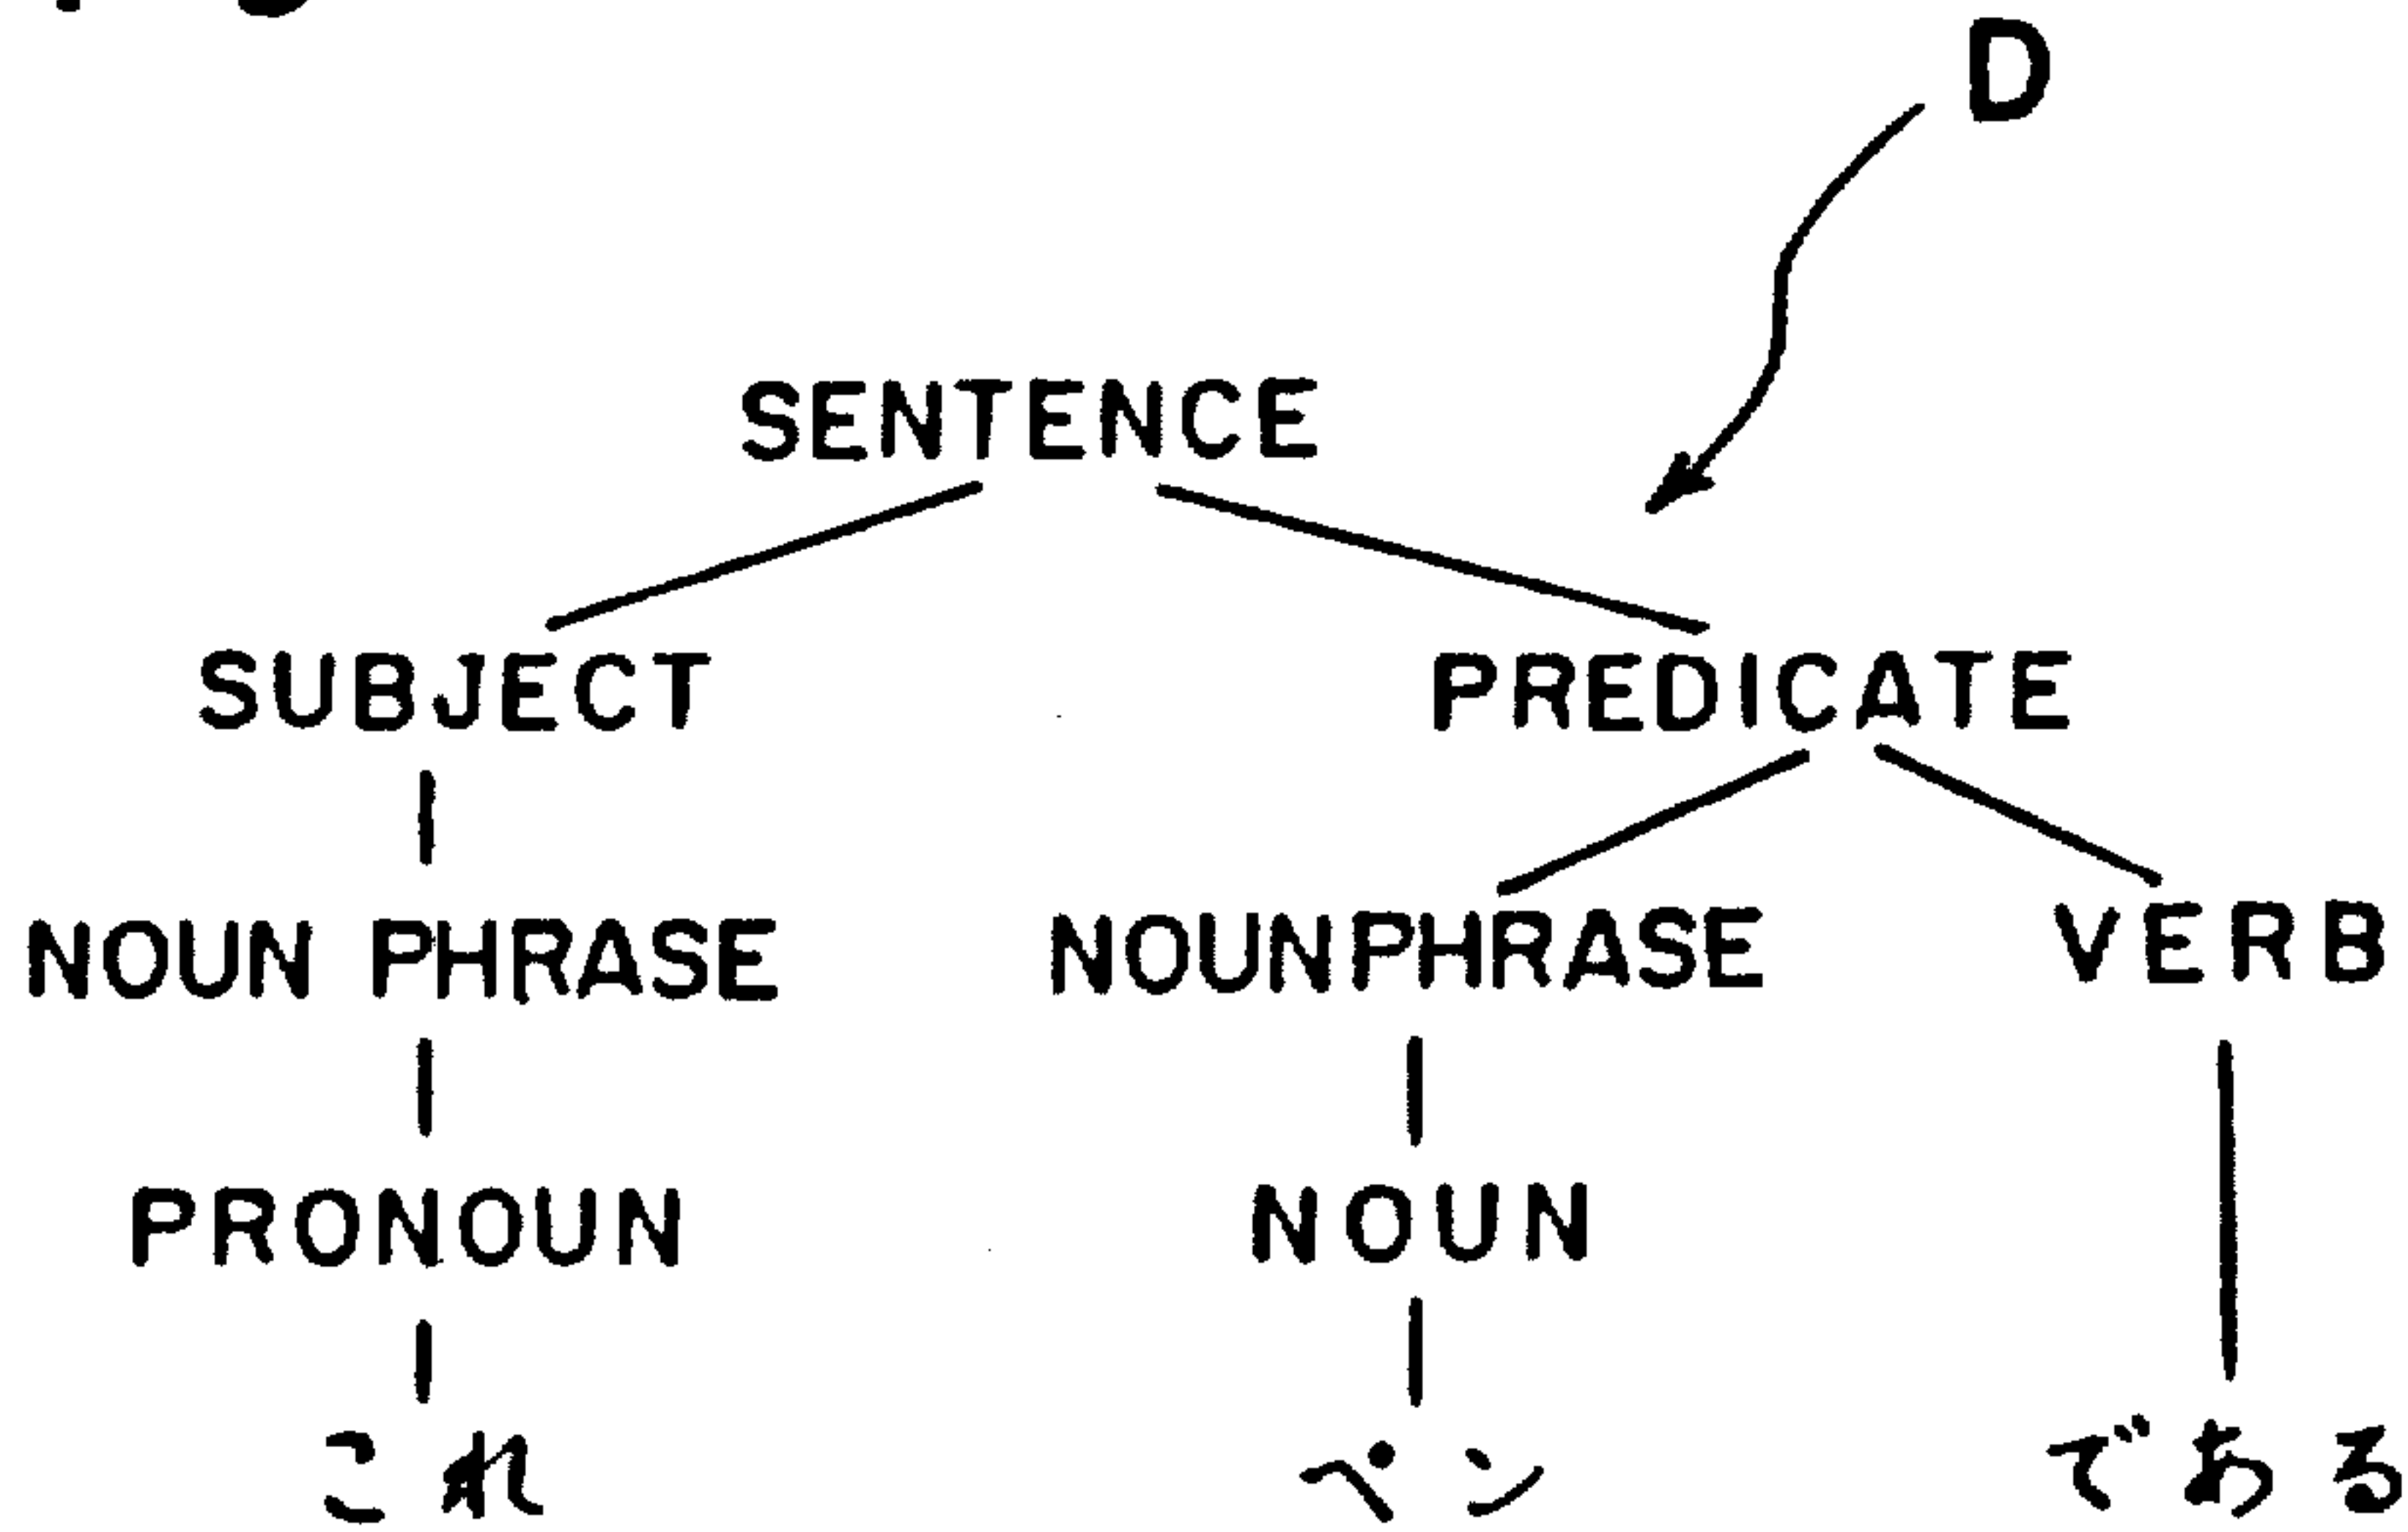 D
SENTENCE
SUBJECT PREDICATE
NOUN PHRASE NOUNPHRASE VERB
PRONOUN NOUN
これ ペン である